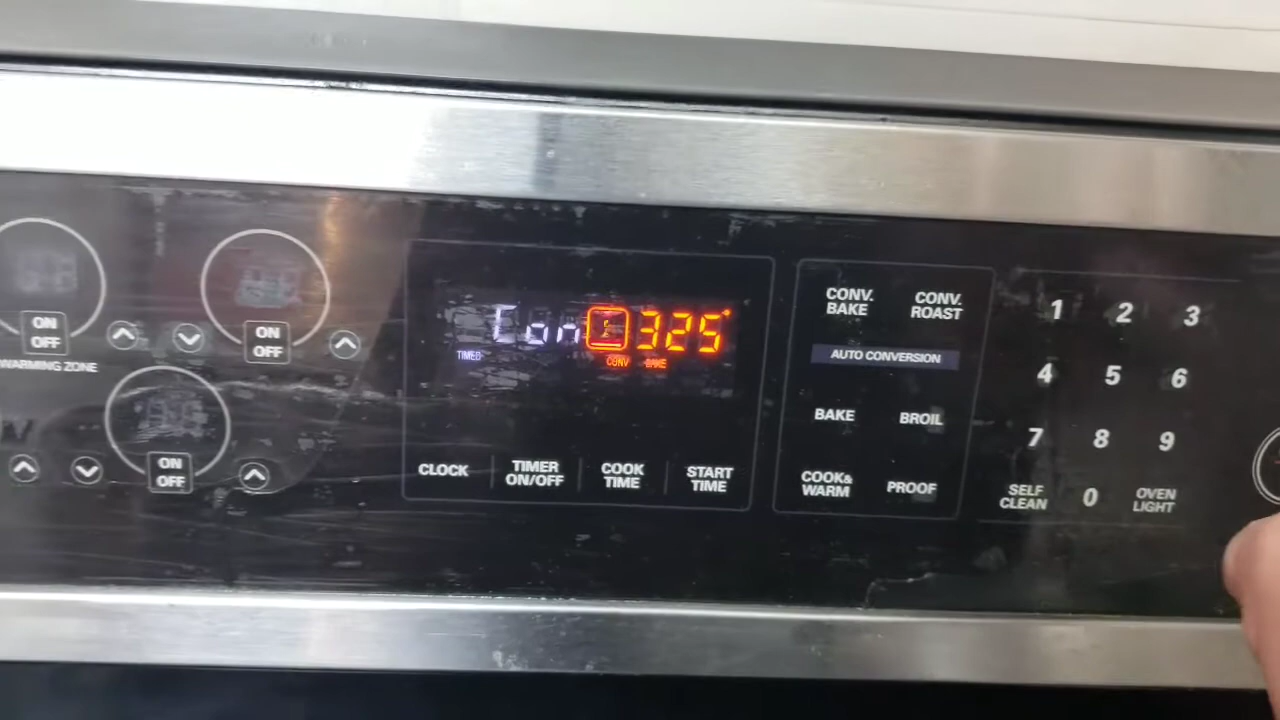 ON
OFF
WARMING ZONE
ON
OFF
ON
OFF
Con 325°
TIMED
CONV BAKE
CLOCK
TIMER
ON/OFF
COOK
TIME
START
TIME
CONV.
BAKE
CONV.
ROAST
AUTO CONVERSION
BAKE
BROIL
COOK&
WARM
PROOF
1 2 3
4 5 6
7 8 9
SELF
CLEAN
0
OVEN
LIGHT